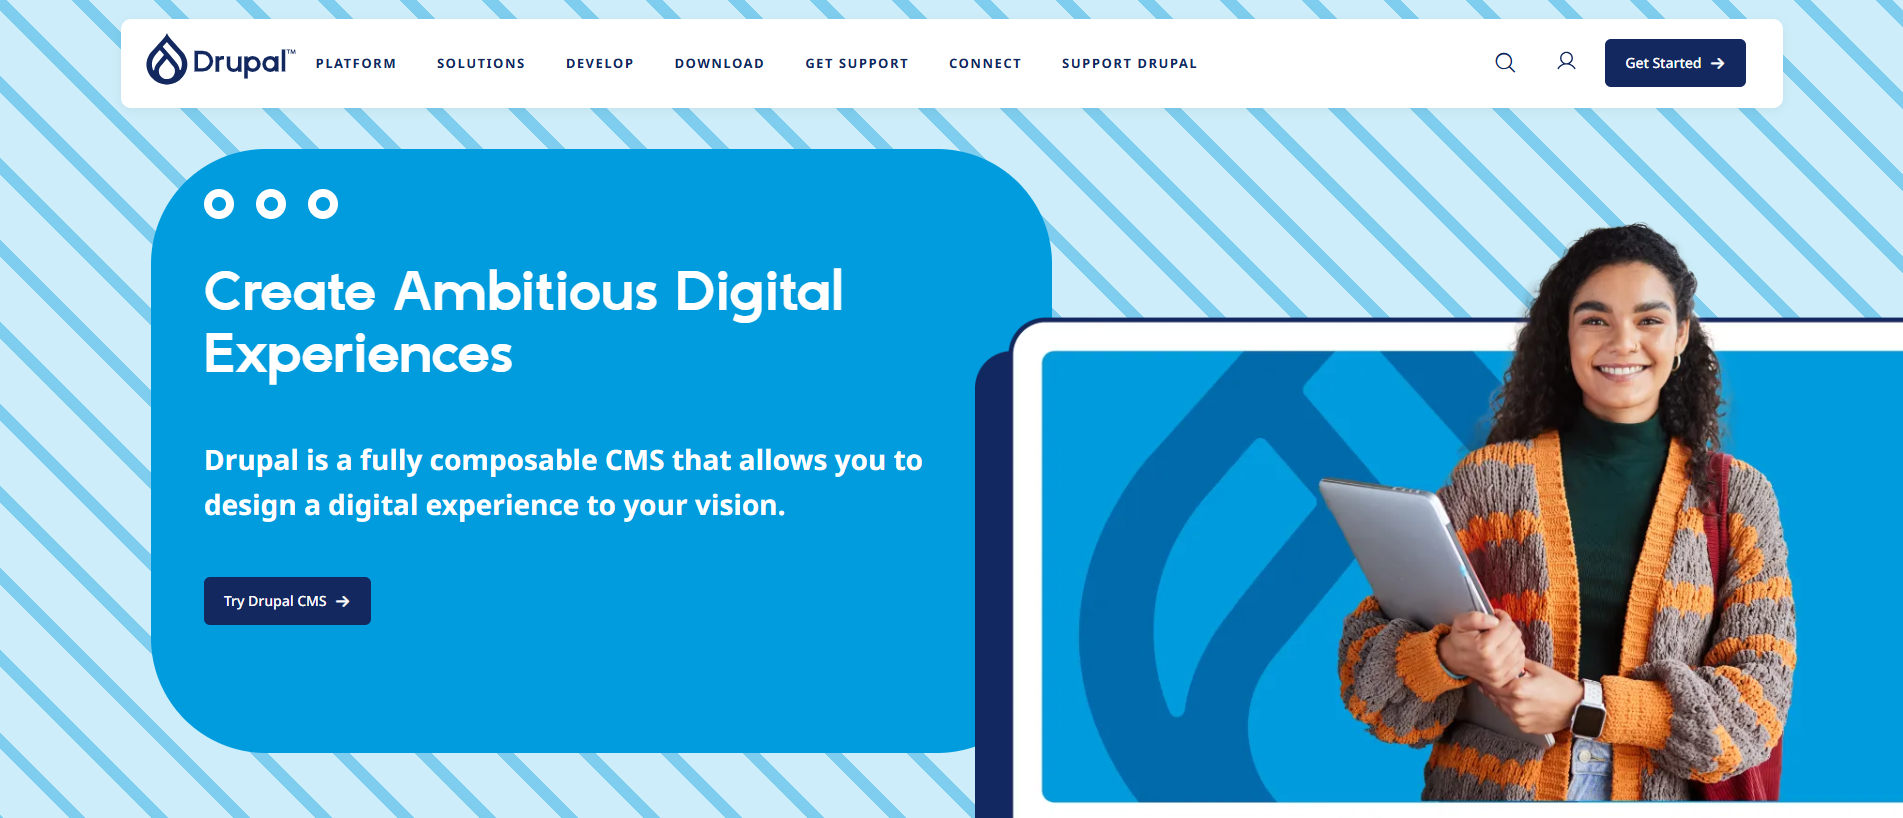 Drupal™
PLATFORM
SOLUTIONS
DEVELOP
DOWNLOAD
GET SUPPORT
CONNECT
SUPPORT DRUPAL
Get Started
Create Ambitious Digital
Experiences
Drupal is a fully composable CMS that allows you to
design a digital experience to your vision.
Try Drupal CMS